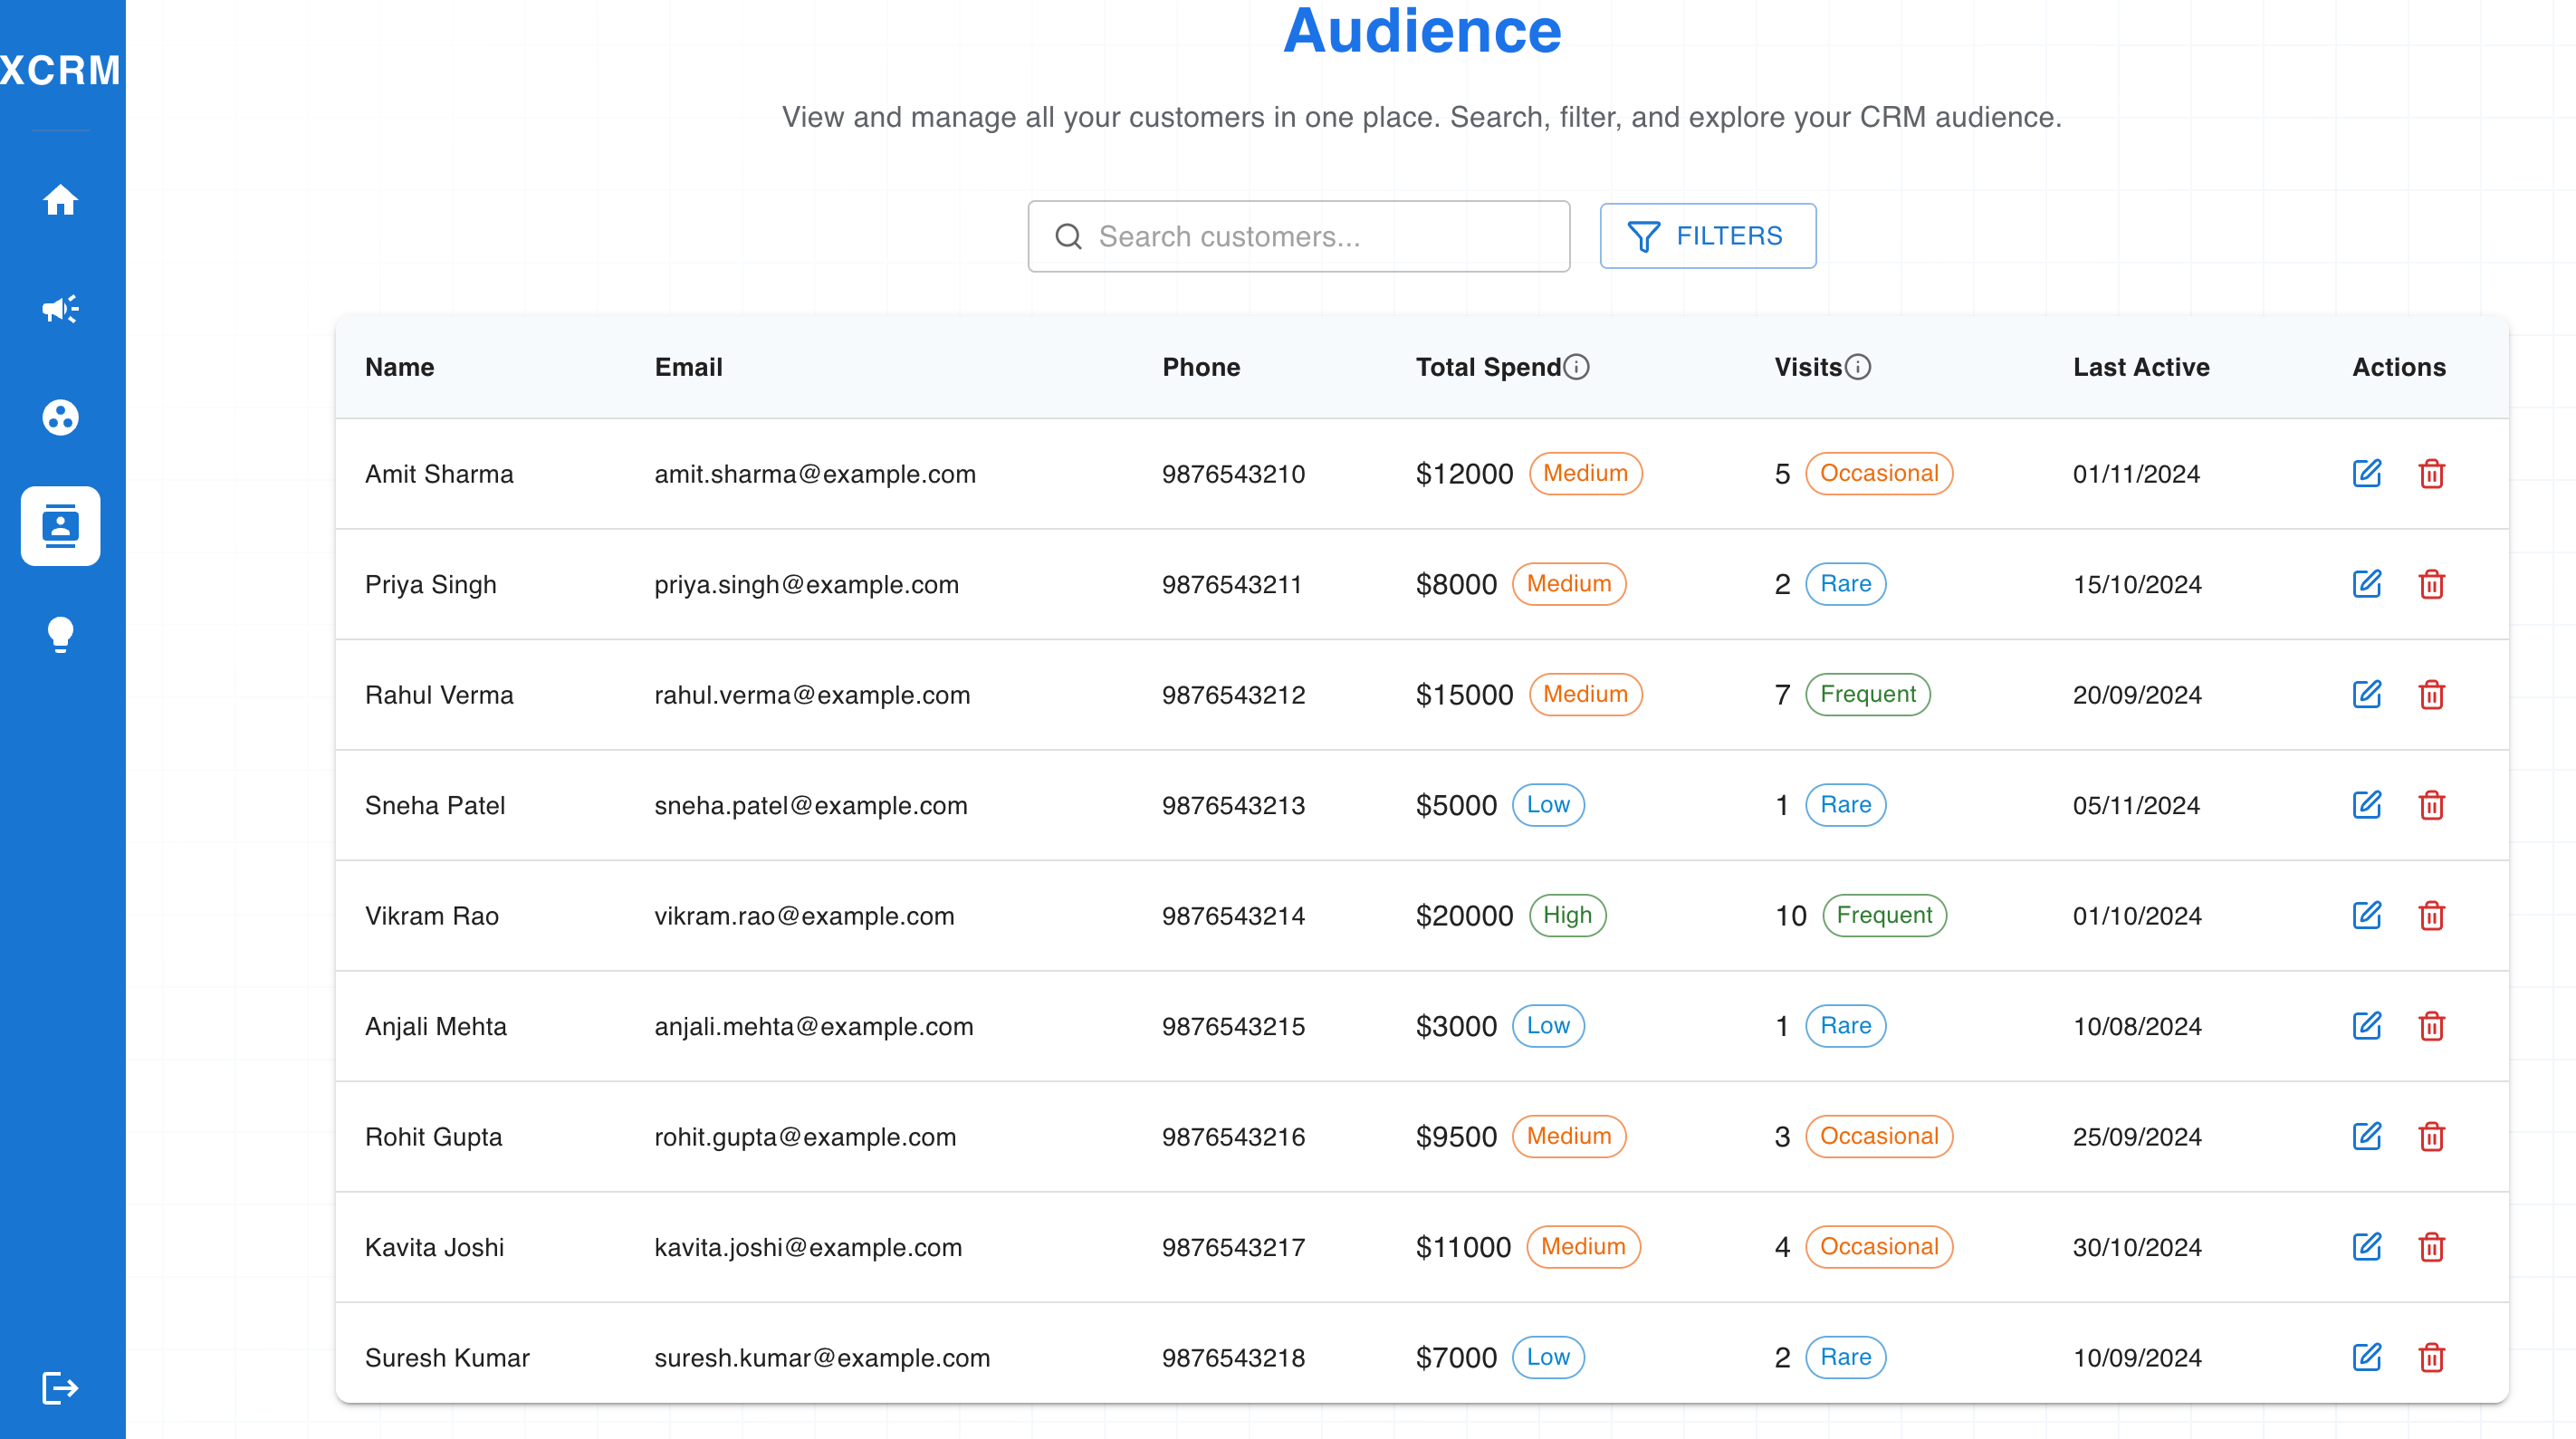 XCRM
Audience
View and manage all your customers in one place. Search, filter, and explore your CRM audience.
Search customers...
FILTERS
Name Email Phone Total Spend Visits Last Active Actions
Amit Sharma amit.sharma@example.com 9876543210 $12000 Medium 5 Occasional 01/11/2024
Priya Singh priya.singh@example.com 9876543211 $8000 Medium 2 Rare 15/10/2024
Rahul Verma rahul.verma@example.com 9876543212 $15000 Medium 7 Frequent 20/09/2024
Sneha Patel sneha.patel@example.com 9876543213 $5000 Low 1 Rare 05/11/2024
Vikram Rao vikram.rao@example.com 9876543214 $20000 High 10 Frequent 01/10/2024
Anjali Mehta anjali.mehta@example.com 9876543215 $3000 Low 1 Rare 10/08/2024
Rohit Gupta rohit.gupta@example.com 9876543216 $9500 Medium 3 Occasional 25/09/2024
Kavita Joshi kavita.joshi@example.com 9876543217 $11000 Medium 4 Occasional 30/10/2024
Suresh Kumar suresh.kumar@example.com 9876543218 $7000 Low 2 Rare 10/09/2024